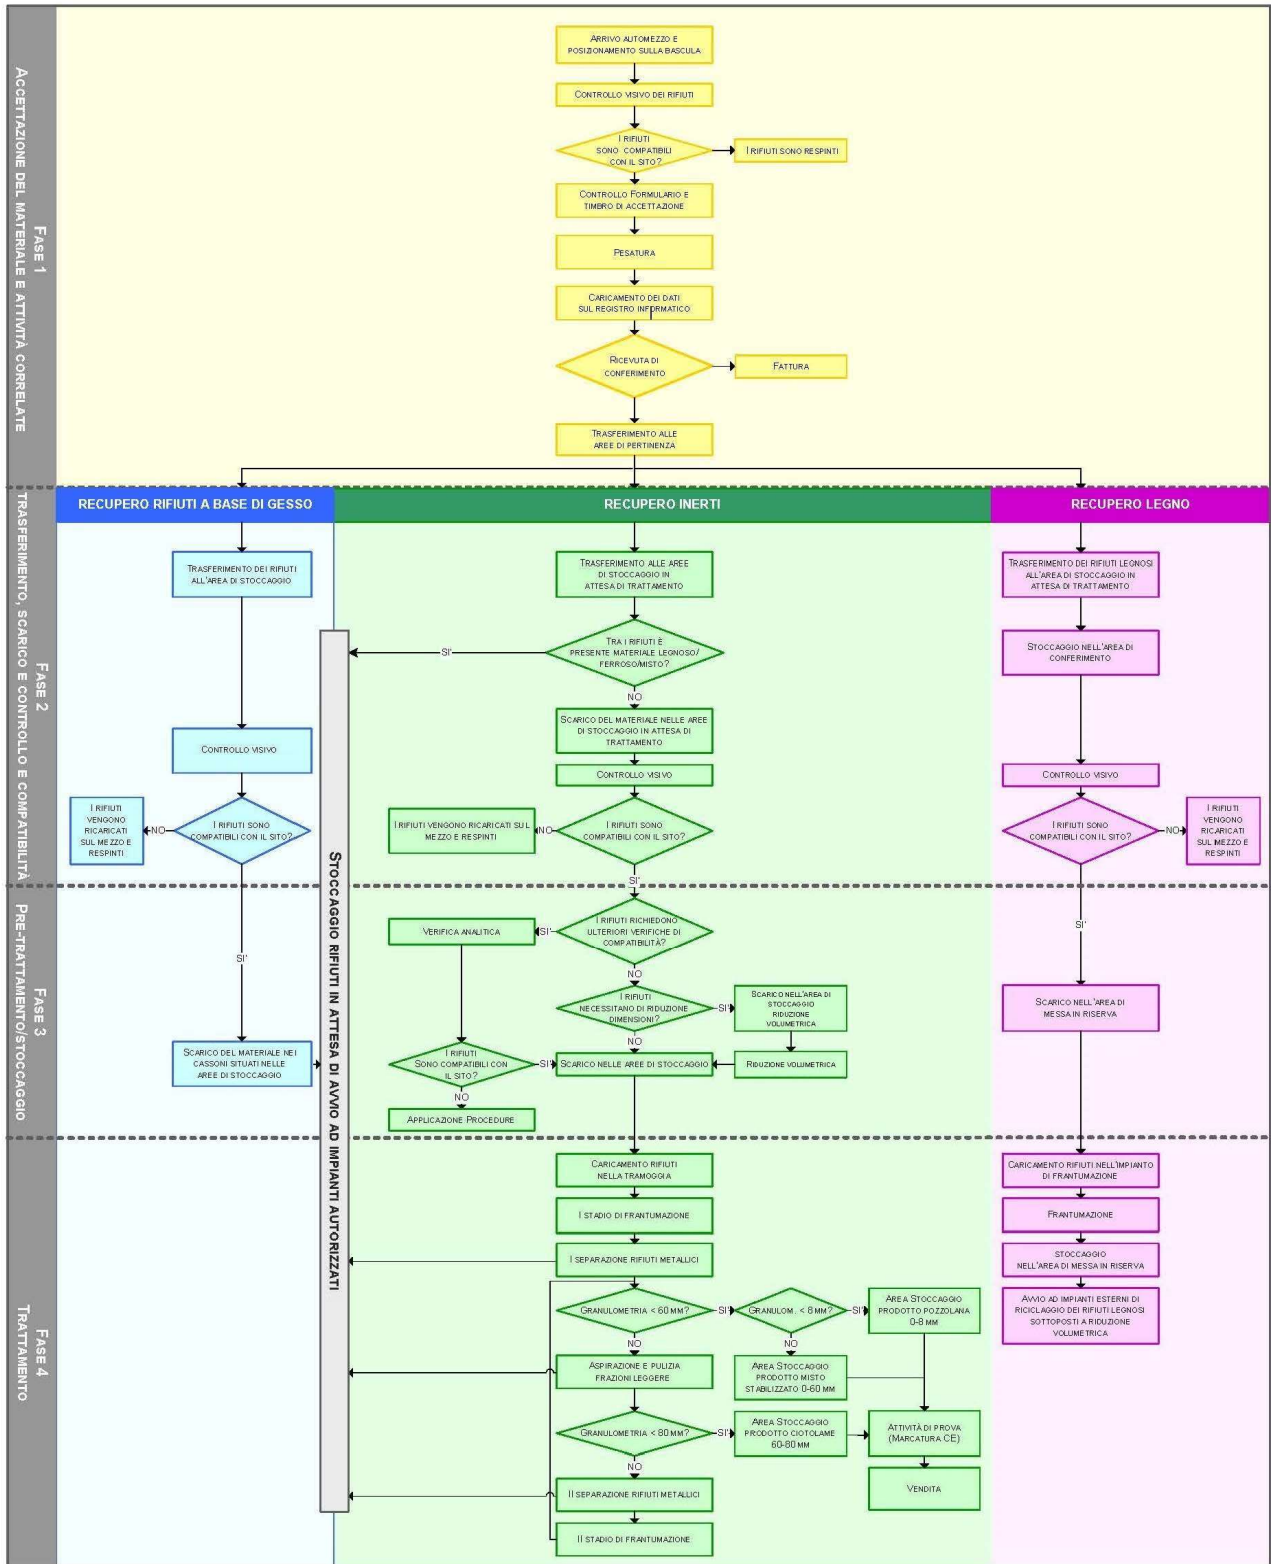 FASE 1
ACCETTAZIONE DEL MATERIALE E ATTIVITÀ CORRELATE
ARRIVO AUTOMEZZO E
POSIZIONAMENTO SULLA BASCULA
CONTROLLO VISIVO DEI RIFIUTI
I RIFIUTI
SONO COMPATIBILI
CON IL SITO?
I RIFIUTI SONO RESPINTI
CONTROLLO FORMULARIO E
TIMBRO DI ACCETTAZIONE
PESATURA
CARICAMENTO DEI DATI
SUL REGISTRO INFORMATICO
RICEVUTA DI
CONFERIMENTO
FATTURA
TRASFERIMENTO ALLE
AREE DI PERTINENZA
FASE 2
TRASFERIMENTO, SCARICO E CONTROLLO E COMPATIBILITÀ
FASE 3
PRE-TRATTAMENTO/STOCCAGGIO
FASE 4
TRATTAMENTO
RECUPERO RIFIUTI A BASE DI GESSO
TRASFERIMENTO DEI RIFIUTI
ALL'AREA DI STOCCAGGIO
CONTROLLO VISIVO
I RIFIUTI SONO
COMPATIBILI CON IL SITO?
NO
I RIFIUTI
VENGONO
RICARICATI
SUL MEZZO E
RESPINTI
SI'
SCARICO DEL MATERIALE NEI
CASSONI SITUATI NELLE
AREE DI STOCCAGGIO
STOCCAGGIO RIFIUTI IN ATTESA DI AVVIO AD IMPIANTI AUTORIZZATI
RECUPERO INERTI
TRASFERIMENTO ALLE AREE
DI STOCCAGGIO IN
ATTESA DI TRATTAMENTO
TRA I RIFIUTI È
PRESENTE MATERIALE LEGNOSO/
FERROSO/MISTO?
SI'
NO
SCARICO DEL MATERIALE NELLE AREE
DI STOCCAGGIO IN ATTESA DI
TRATTAMENTO
CONTROLLO VISIVO
I RIFIUTI SONO
COMPATIBILI CON IL SITO?
NO
I RIFIUTI VENGONO RICARICATI SUL
MEZZO E RESPINTI
SI'
I RIFIUTI RICHIEDONO
ULTERIORI VERIFICHE DI
COMPATIBILITÀ?
SI'
VERIFICA ANALITICA
NO
I RIFIUTI
NECESSITANO DI RIDUZIONE
DIMENSIONI?
SI'
SCARICO NELL'AREA DI
STOCCAGGIO
RIDUZIONE
VOLUMETRICA
NO
I RIFIUTI
SONO COMPATIBILI CON
IL SITO?
SI'
SCARICO NELLE AREE DI STOCCAGGIO
RIDUZIONE VOLUMETRICA
NO
APPLICAZIONE PROCEDURE
CARICAMENTO RIFIUTI
NELLA TRAMOGGIA
I STADIO DI FRANTUMAZIONE
I SEPARAZIONE RIFIUTI METALLICI
GRANULOMETRIA < 60 MM?
SI'
GRANULOM. < 8 MM?
SI'
AREA STOCCAGGIO
PRODOTTO POZZOLANA
0-8 MM
NO
NO
ASPIRAZIONE E PULIZIA
FRAZIONI LEGGERE
AREA STOCCAGGIO
PRODOTTO MISTO
STABILIZZATO 0-60 MM
GRANULOMETRIA < 80 MM?
SI'
AREA STOCCAGGIO
PRODOTTO CIOTOLAME
60-80 MM
ATTIVITÀ DI PROVA
(MARCATURA CE)
NO
II SEPARAZIONE RIFIUTI METALLICI
VENDITA
II STADIO DI FRANTUMAZIONE
RECUPERO LEGNO
TRASFERIMENTO DEI RIFIUTI LEGNOSI
ALL'AREA DI STOCCAGGIO IN
ATTESA DI TRATTAMENTO
STOCCAGGIO NELL'AREA DI
CONFERIMENTO
CONTROLLO VISIVO
I RIFIUTI SONO
COMPATIBILI CON IL SITO?
NO
I RIFIUTI
VENGONO
RICARICATI
SUL MEZZO E
RESPINTI
SI'
SCARICO NELL'AREA DI
MESSA IN RISERVA
CARICAMENTO RIFIUTI NELL'IMPIANTO
DI FRANTUMAZIONE
FRANTUMAZIONE
STOCCAGGIO
NELL'AREA DI MESSA IN RISERVA
AVVIO AD IMPIANTI ESTERNI DI
RICICLAGGIO DEI RIFIUTI LEGNOSI
SOTTOPOSTI A RIDUZIONE
VOLUMETRICA